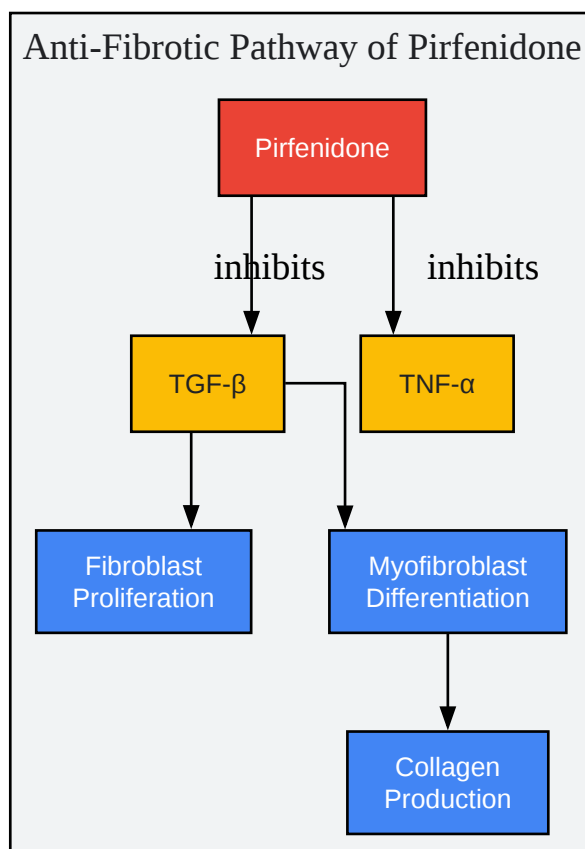 Anti-Fibrotic Pathway of Pirfenidone
Pirfenidone
inhibits
inhibits
TGF-β
TNF-α
Fibroblast
Proliferation
Myofibroblast
Differentiation
Collagen
Production